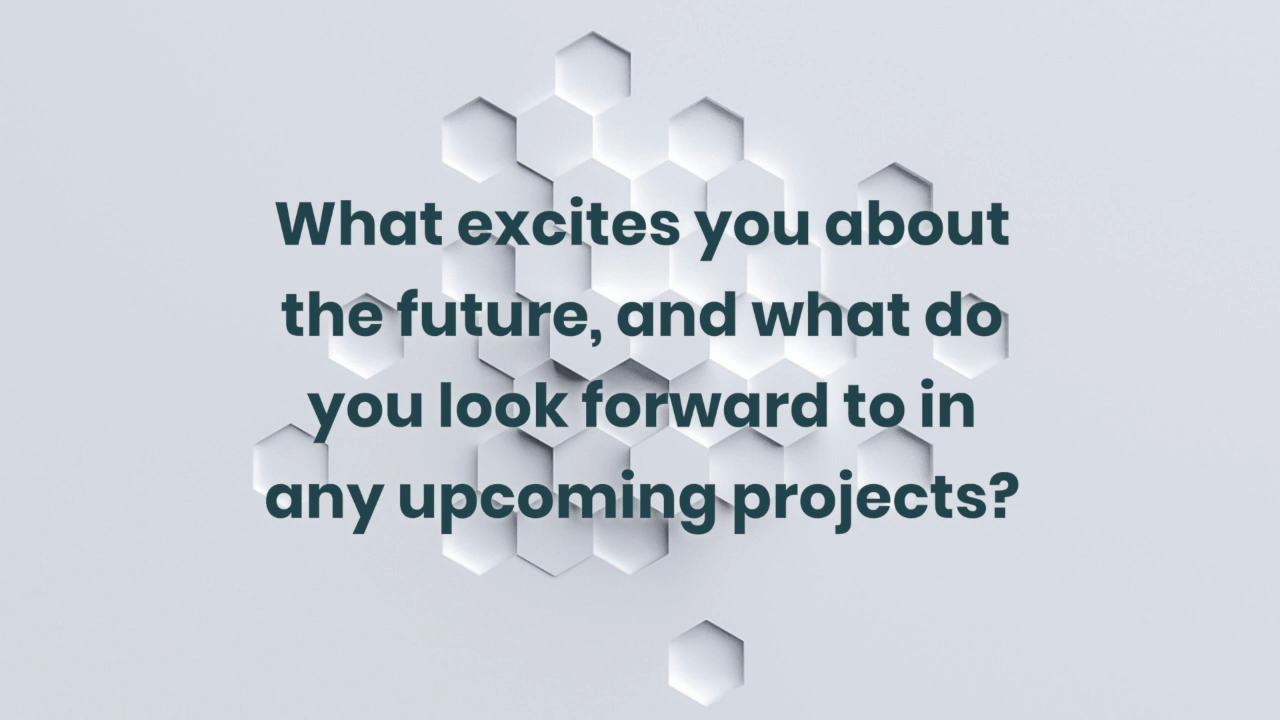 What excites you about
the future, and what do
you look forward to in
any upcoming projects?